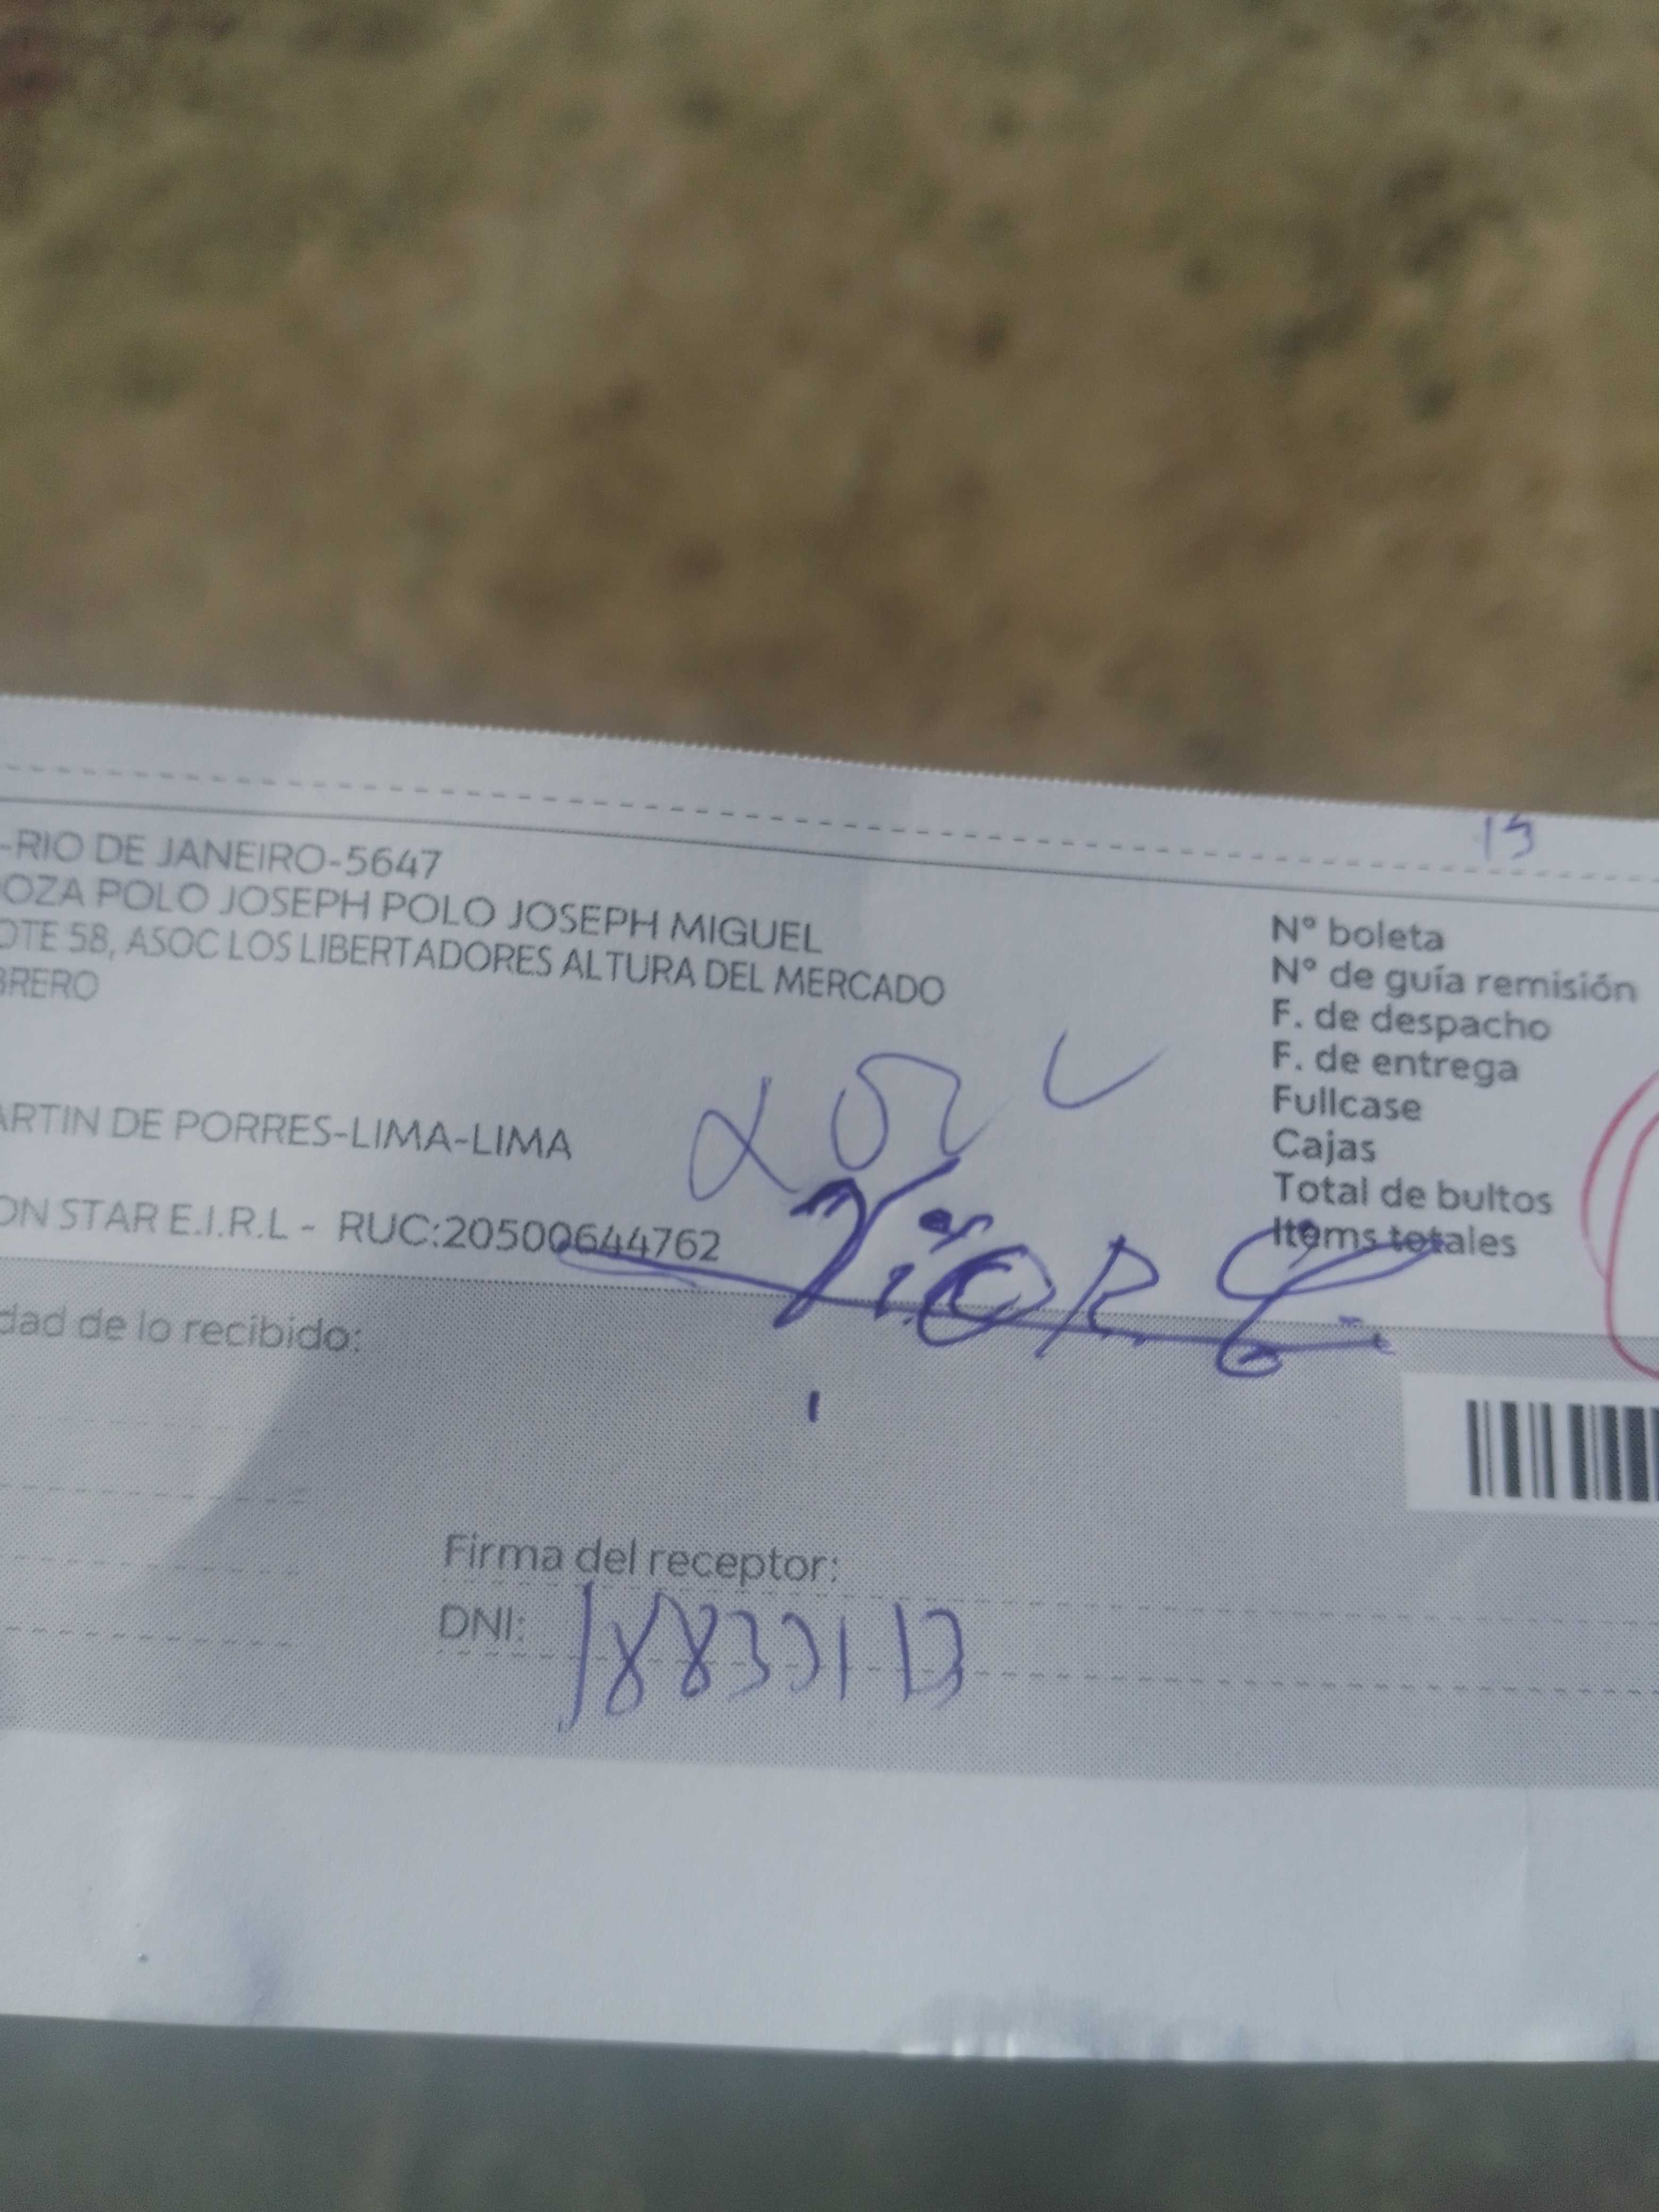 15
-RIO DE JANEIRO-5647
OZA POLO JOSEPH POLO JOSEPH MIGUEL
OTE 58, ASOC LOS LIBERTADORES ALTURA DEL MERCADO
BRERO
ARTIN DE PORRES-LIMA-LIMA
ON STAR E.I.R.L - RUC:20500644762
Nº boleta
Nº de guía remisión
F. de despacho
F. de entrega
Fullcase
Cajas
Total de bultos
Items totales
dad de lo recibido:
Firma del receptor:
DNI: